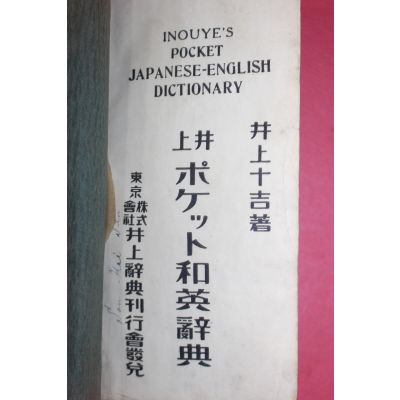 INOUYE'S
POCKET
JAPANESE-ENGLISH
DICTIONARY
井上十吉著
井上
ポケット和英辭典
東京
株式會社
井上辭典刊行會發兌